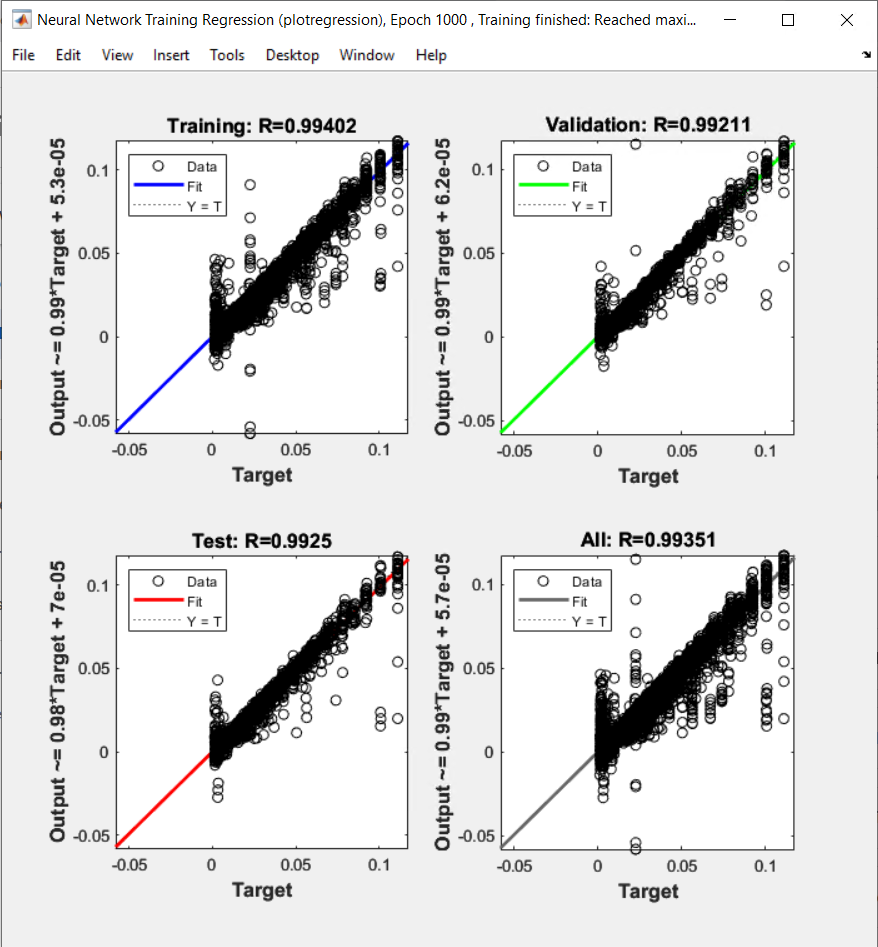 Neural Network Training Regression (plotregression), Epoch 1000 , Training finished: Reached maxi...
File Edit View Insert Tools Desktop Window Help
Training: R=0.99402
Output ~= 0.99*Target + 5.3e-05
0.1
0.05
0
-0.05
Data
Fit
Y = T
-0.05 0 0.05 0.1
Target
Validation: R=0.99211
Output ~= 0.99*Target + 6.2e-05
0.1
0.05
0
-0.05
Data
Fit
Y = T
-0.05 0 0.05 0.1
Target
Test: R=0.9925
Output ~= 0.98*Target + 7e-05
0.1
0.05
0
-0.05
Data
Fit
Y = T
-0.05 0 0.05 0.1
Target
All: R=0.99351
Output ~= 0.99*Target + 5.7e-05
0.1
0.05
0
-0.05
Data
Fit
Y = T
-0.05 0 0.05 0.1
Target